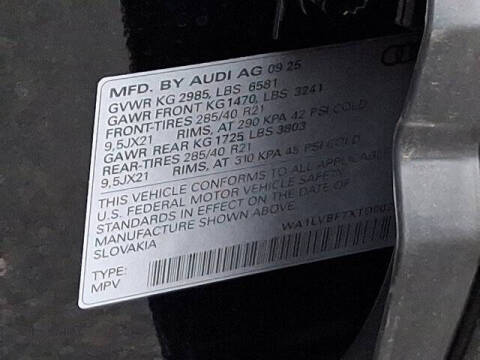 MFD. BY AUDI AG 09 25
GVWR KG 2985, LBS 6581
GAWR FRONT KG1470, LBS 3241
FRONT-TIRES 285/40 R21
9,5JX21 RIMS, AT 290 KPA 42 PSI COLD
GAWR REAR KG 1725, LBS 3803
REAR-TIRES 285/40 R21
9,5JX21 RIMS, AT 310 KPA 45 PSI COLD
THIS VEHICLE CONFORMS TO ALL
U.S. FEDERAL MOTOR VEHICLE SAFETY
STANDARDS IN EFFECT ON THE DATE OF
MANUFACTURE SHOWN ABOVE.
SLOVAKIA
TYPE:
MPV